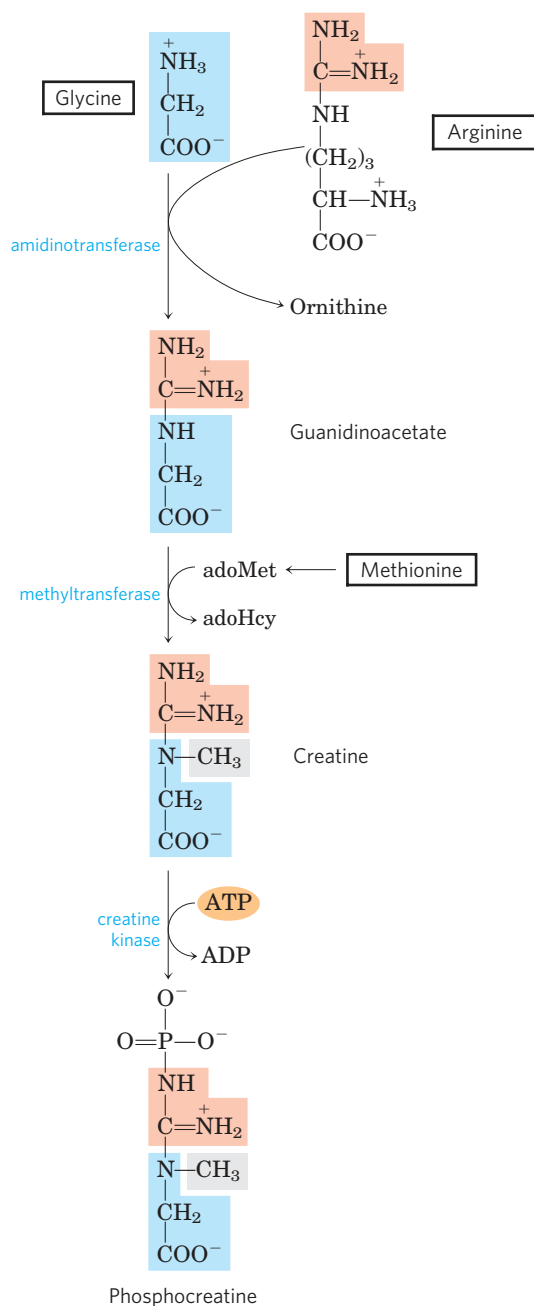 Glycine
⁺
NH₃
CH₂
COO⁻
NH₂
⁺
C=NH₂
NH
(CH₂)₃
⁺
CH—NH₃
COO⁻
Arginine
amidinotransferase
Ornithine
NH₂
⁺
C=NH₂
NH
CH₂
COO⁻
Guanidinoacetate
methyltransferase
adoMet
Methionine
adoHcy
NH₂
⁺
C=NH₂
N—CH₃
CH₂
COO⁻
Creatine
creatine
kinase
ATP
ADP
O⁻
O=P—O⁻
NH
⁺
C=NH₂
N—CH₃
CH₂
COO⁻
Phosphocreatine